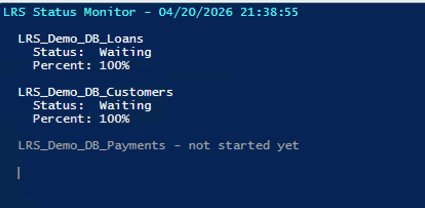 LRS Status Monitor - 04/20/2026 21:38:55
LRS_Demo_DB_Loans
Status: Waiting
Percent: 100%
LRS_Demo_DB_Customers
Status: Waiting
Percent: 100%
LRS_Demo_DB_Payments - not started yet